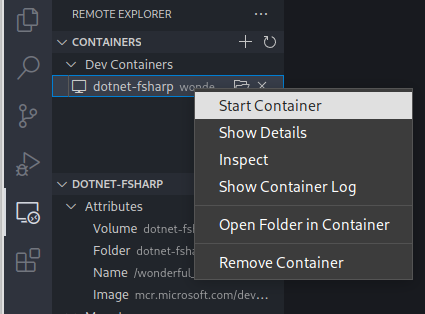 REMOTE EXPLORER
CONTAINERS
Dev Containers
dotnet-fsharp wonde...
Start Container
Show Details
Inspect
Show Container Log
Open Folder in Container
Remove Container
DOTNET-FSHARP
Attributes
Volume dotnet-fs
Folder dotnet-fs
Name /wonderful_
Image mcr.microsoft.com/dev...